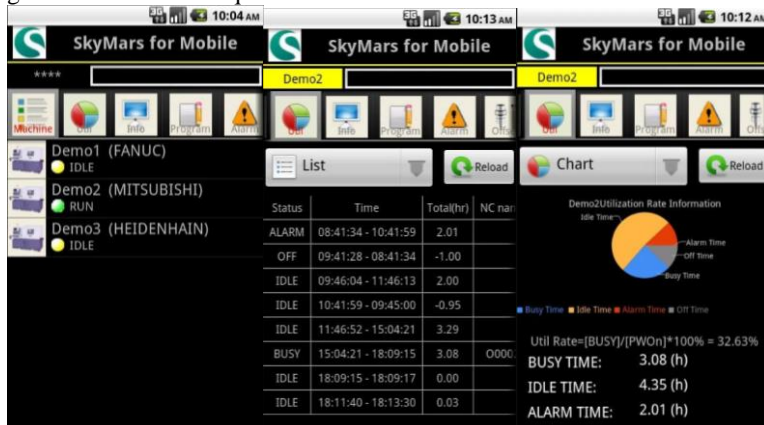 10:04 AM
SkyMars for Mobile
****
Machine Util Info Program Alarm
Demo1 (FANUC)
IDLE
Demo2 (MITSUBISHI)
RUN
Demo3 (HEIDENHAIN)
IDLE
3G 10:13 AM
SkyMars for Mobile
Demo2
Util Info Program Alarm Offs
List Reload
Status Time Total(hr) NC nan
ALARM 08:41:34 - 10:41:59 2.01
OFF 09:41:28 - 08:41:34 -1.00
IDLE 09:46:04 - 11:46:13 2.00
IDLE 10:41:59 - 09:45:00 -0.95
IDLE 11:46:52 - 15:04:21 3.29
BUSY 15:04:21 - 18:09:15 3.08 O000
IDLE 18:09:15 - 18:09:17 0.00
IDLE 18:11:40 - 18:13:30 0.03
3G 10:12 AM
SkyMars for Mobile
Demo2
Util Info Program Alarm Offs
Chart Reload
Demo2Utilization Rate Information
Idle Time
Alarm Time
Off Time
Busy Time
Busy Time Idle Time Alarm Time Off Time
Util Rate=[BUSY]/[PWOn]*100% = 32.63%
BUSY TIME: 3.08 (h)
IDLE TIME: 4.35 (h)
ALARM TIME: 2.01 (h)